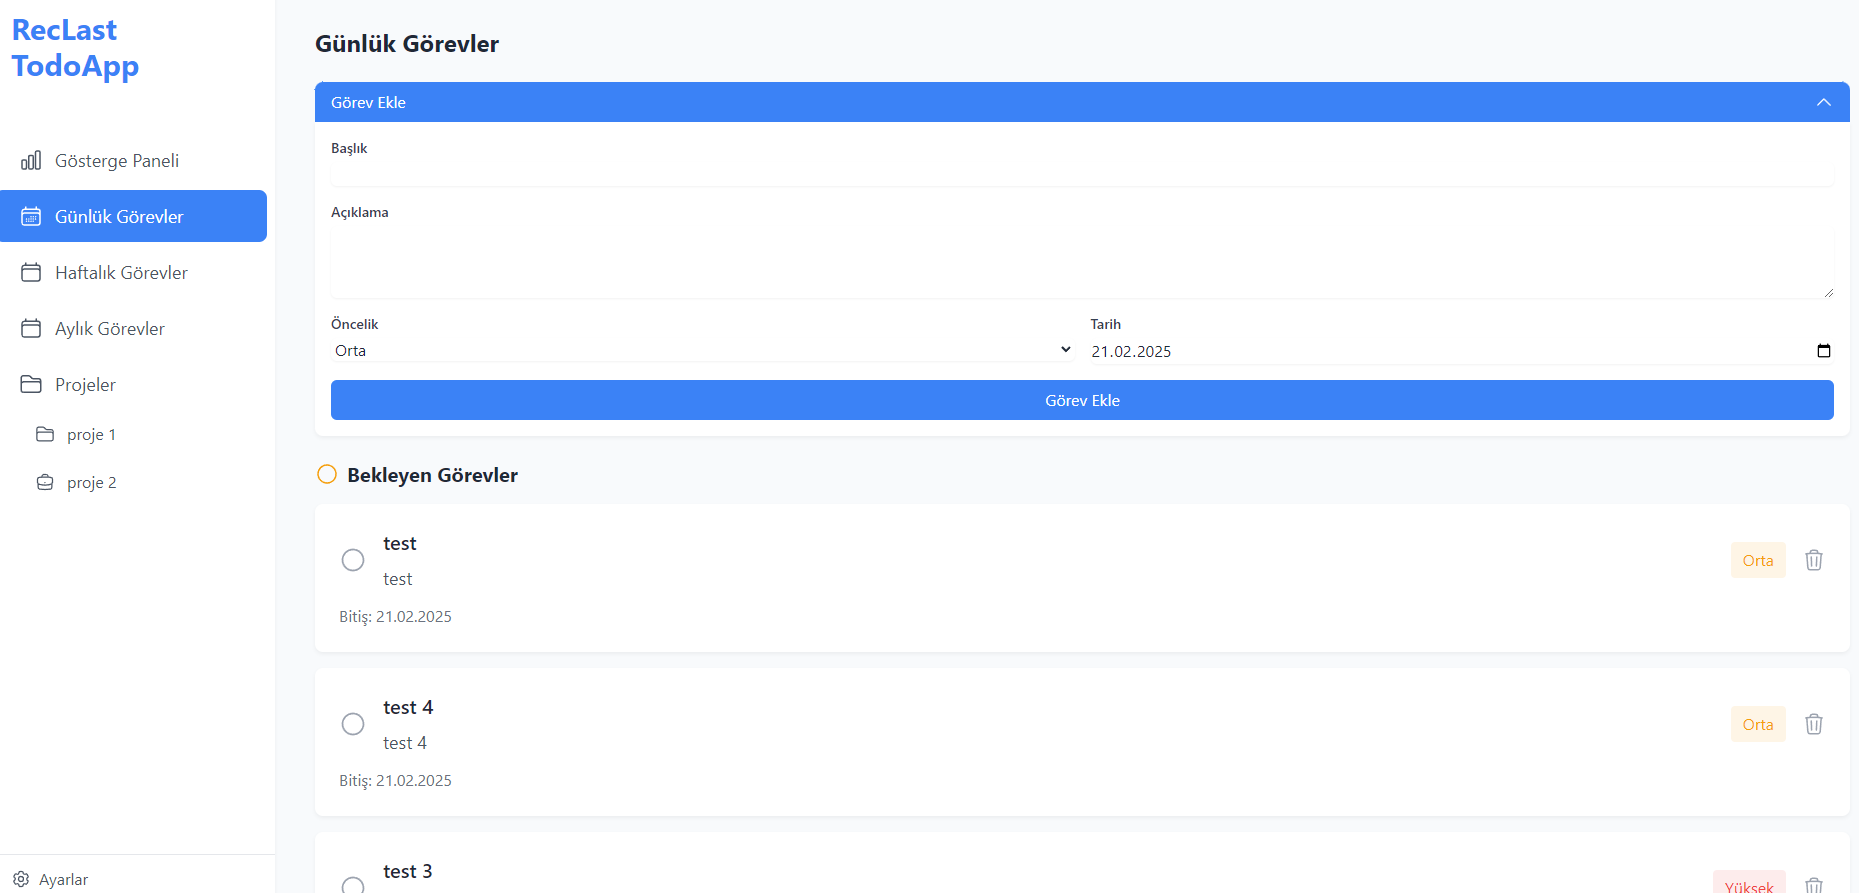 RecLast
TodoApp
Gösterge Paneli
Günlük Görevler
Haftalık Görevler
Aylık Görevler
Projeler
proje 1
proje 2
Ayarlar
Günlük Görevler
Görev Ekle
Başlık
Açıklama
Öncelik
Orta
Tarih
21.02.2025
Görev Ekle
Bekleyen Görevler
test
test
Bitiş: 21.02.2025
Orta
test 4
test 4
Bitiş: 21.02.2025
Orta
test 3
Yüksek